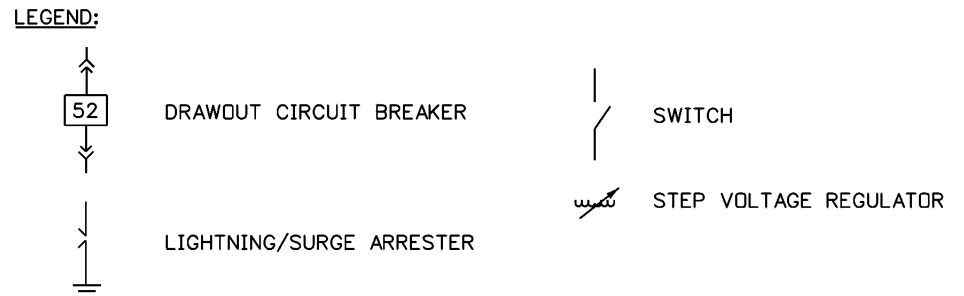 LEGEND:
52
DRAWOUT CIRCUIT BREAKER
SWITCH
STEP VOLTAGE REGULATOR
LIGHTNING/SURGE ARRESTER